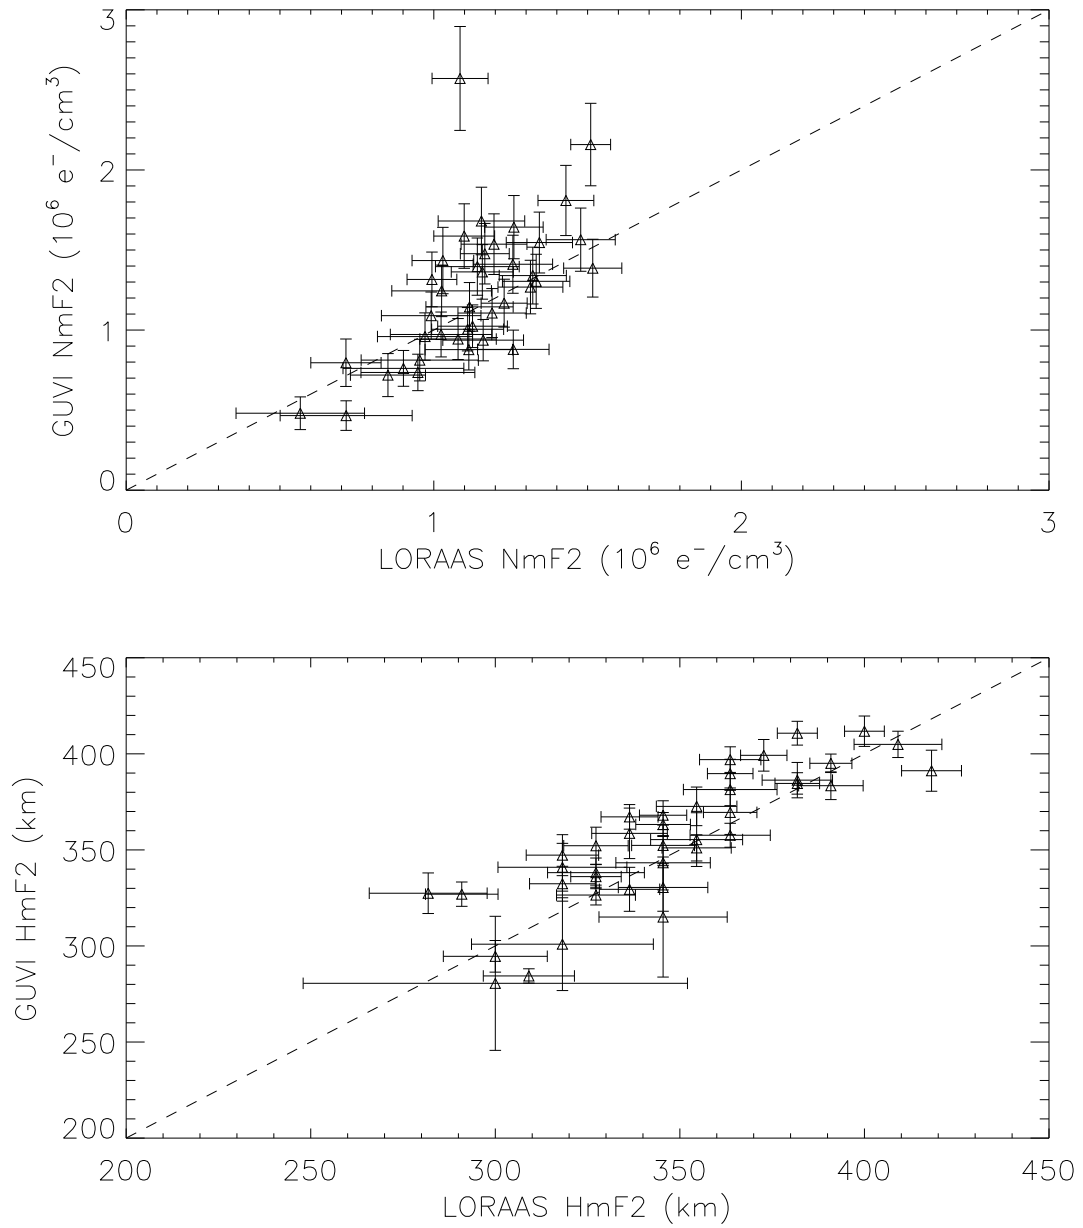 3
2
1
0
GUVI NmF2 (10⁶ e⁻/cm³)
0 1 2 3
LORAAS NmF2 (10⁶ e⁻/cm³)
450
400
350
300
250
200
GUVI HmF2 (km)
200 250 300 350 400 450
LORAAS HmF2 (km)